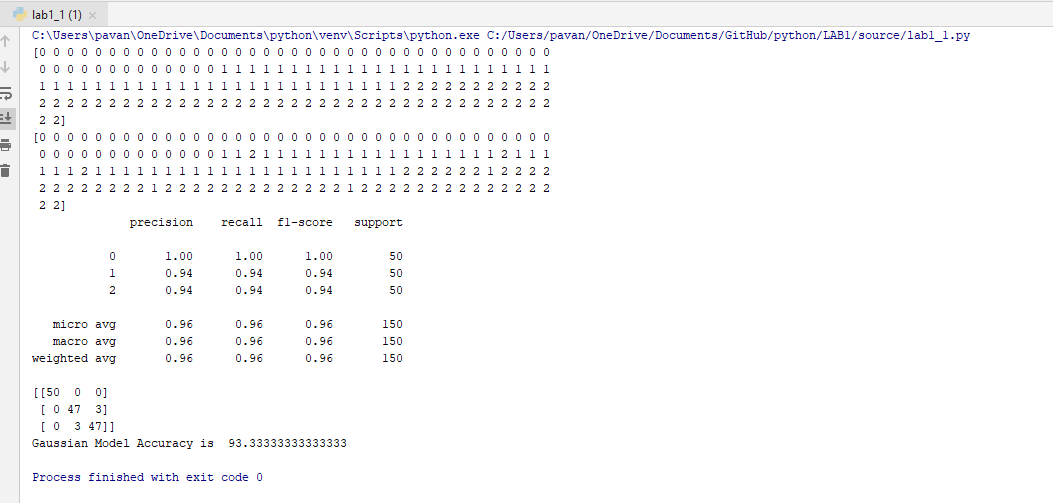 lab1_1 (1)
C:\Users\pavan\OneDrive\Documents\python\venv\Scripts\python.exe C:/Users/pavan/OneDrive/Documents/GitHub/python/LAB1/source/lab1_1.py
[0 0 0 0 0 0 0 0 0 0 0 0 0 0 0 0 0 0 0 0 0 0 0 0 0 0 0 0 0 0 0 0 0 0 0 0 0
0 0 0 0 0 0 0 0 0 0 0 0 0 1 1 1 1 1 1 1 1 1 1 1 1 1 1 1 1 1 1 1 1 1 1 1 1
1 1 1 1 1 1 1 1 1 1 1 1 1 1 1 1 1 1 1 1 1 1 1 1 1 1 2 2 2 2 2 2 2 2 2 2 2
2 2 2 2 2 2 2 2 2 2 2 2 2 2 2 2 2 2 2 2 2 2 2 2 2 2 2 2 2 2 2 2 2 2 2 2 2
2 2]
[0 0 0 0 0 0 0 0 0 0 0 0 0 0 0 0 0 0 0 0 0 0 0 0 0 0 0 0 0 0 0 0 0 0 0 0 0
0 0 0 0 0 0 0 0 0 0 0 0 0 1 1 2 1 1 1 1 1 1 1 1 1 1 1 1 1 1 1 1 1 2 1 1 1
1 1 1 2 1 1 1 1 1 1 1 1 1 1 1 1 1 1 1 1 1 1 1 1 1 1 2 2 2 2 2 2 1 2 2 2 2
2 2 2 2 2 2 2 2 1 2 2 2 2 2 2 2 2 2 2 2 2 2 1 2 2 2 2 2 2 2 2 2 2 2 2 2 2
2 2]
precision recall f1-score support
0 1.00 1.00 1.00 50
1 0.94 0.94 0.94 50
2 0.94 0.94 0.94 50
micro avg 0.96 0.96 0.96 150
macro avg 0.96 0.96 0.96 150
weighted avg 0.96 0.96 0.96 150
[[50 0 0]
[ 0 47 3]
[ 0 3 47]]
Gaussian Model Accuracy is 93.33333333333333
Process finished with exit code 0